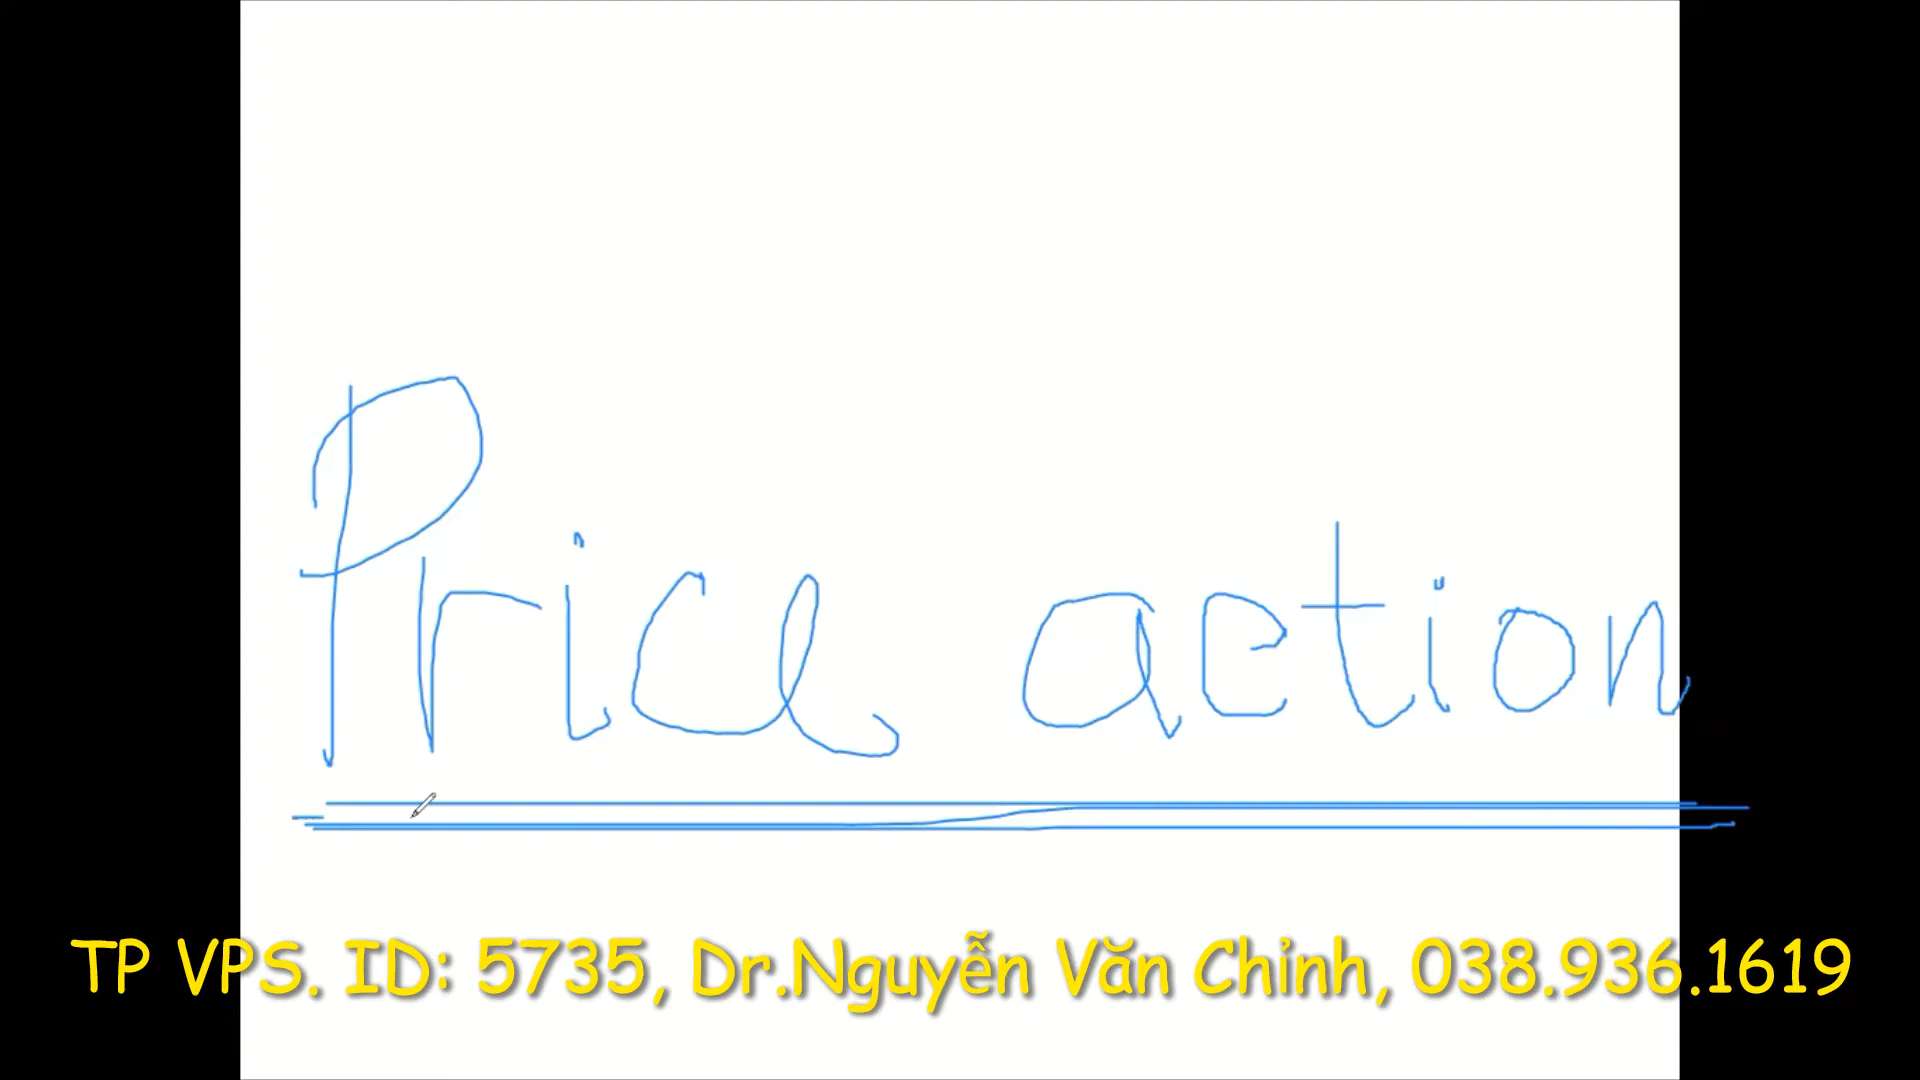 Price action
TP VPS. ID: 5735, Dr.Nguyễn Văn Chỉnh, 038.936.1619